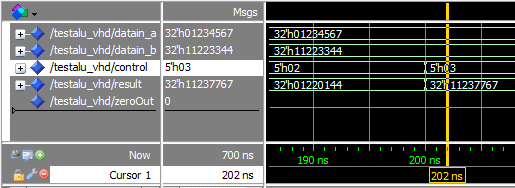 Msgs
/testalu_vhd/datain_a 32'h01234567 32'h01234567
/testalu_vhd/datain_b 32'h11223344 32'h11223344
/testalu_vhd/control 5'h03 5'h02 5'h03
/testalu_vhd/result 32'h11237767 32'h01220144 32'h11237767
/testalu_vhd/zeroOut 0
Now 700 ns 190 ns 200 ns
Cursor 1 202 ns 202 ns